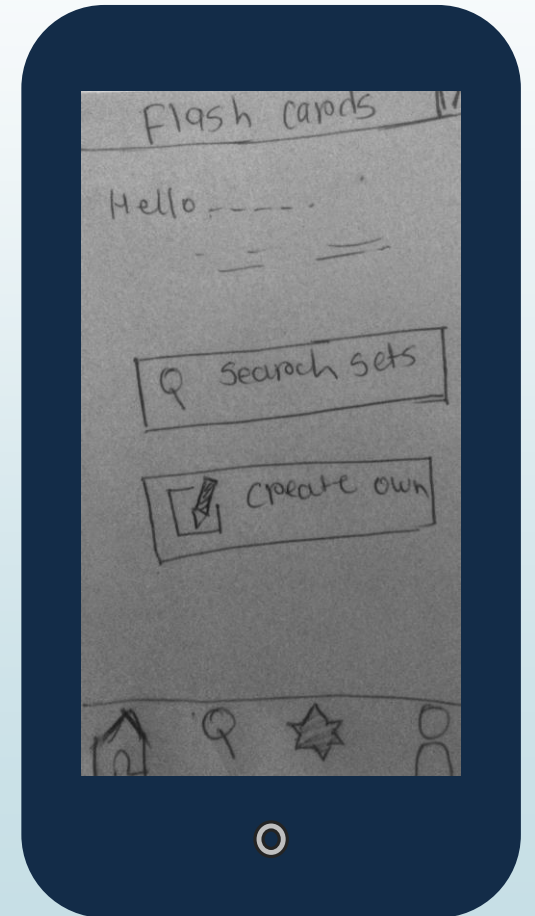 Flash cards
Hello -----.
Search sets
Create own